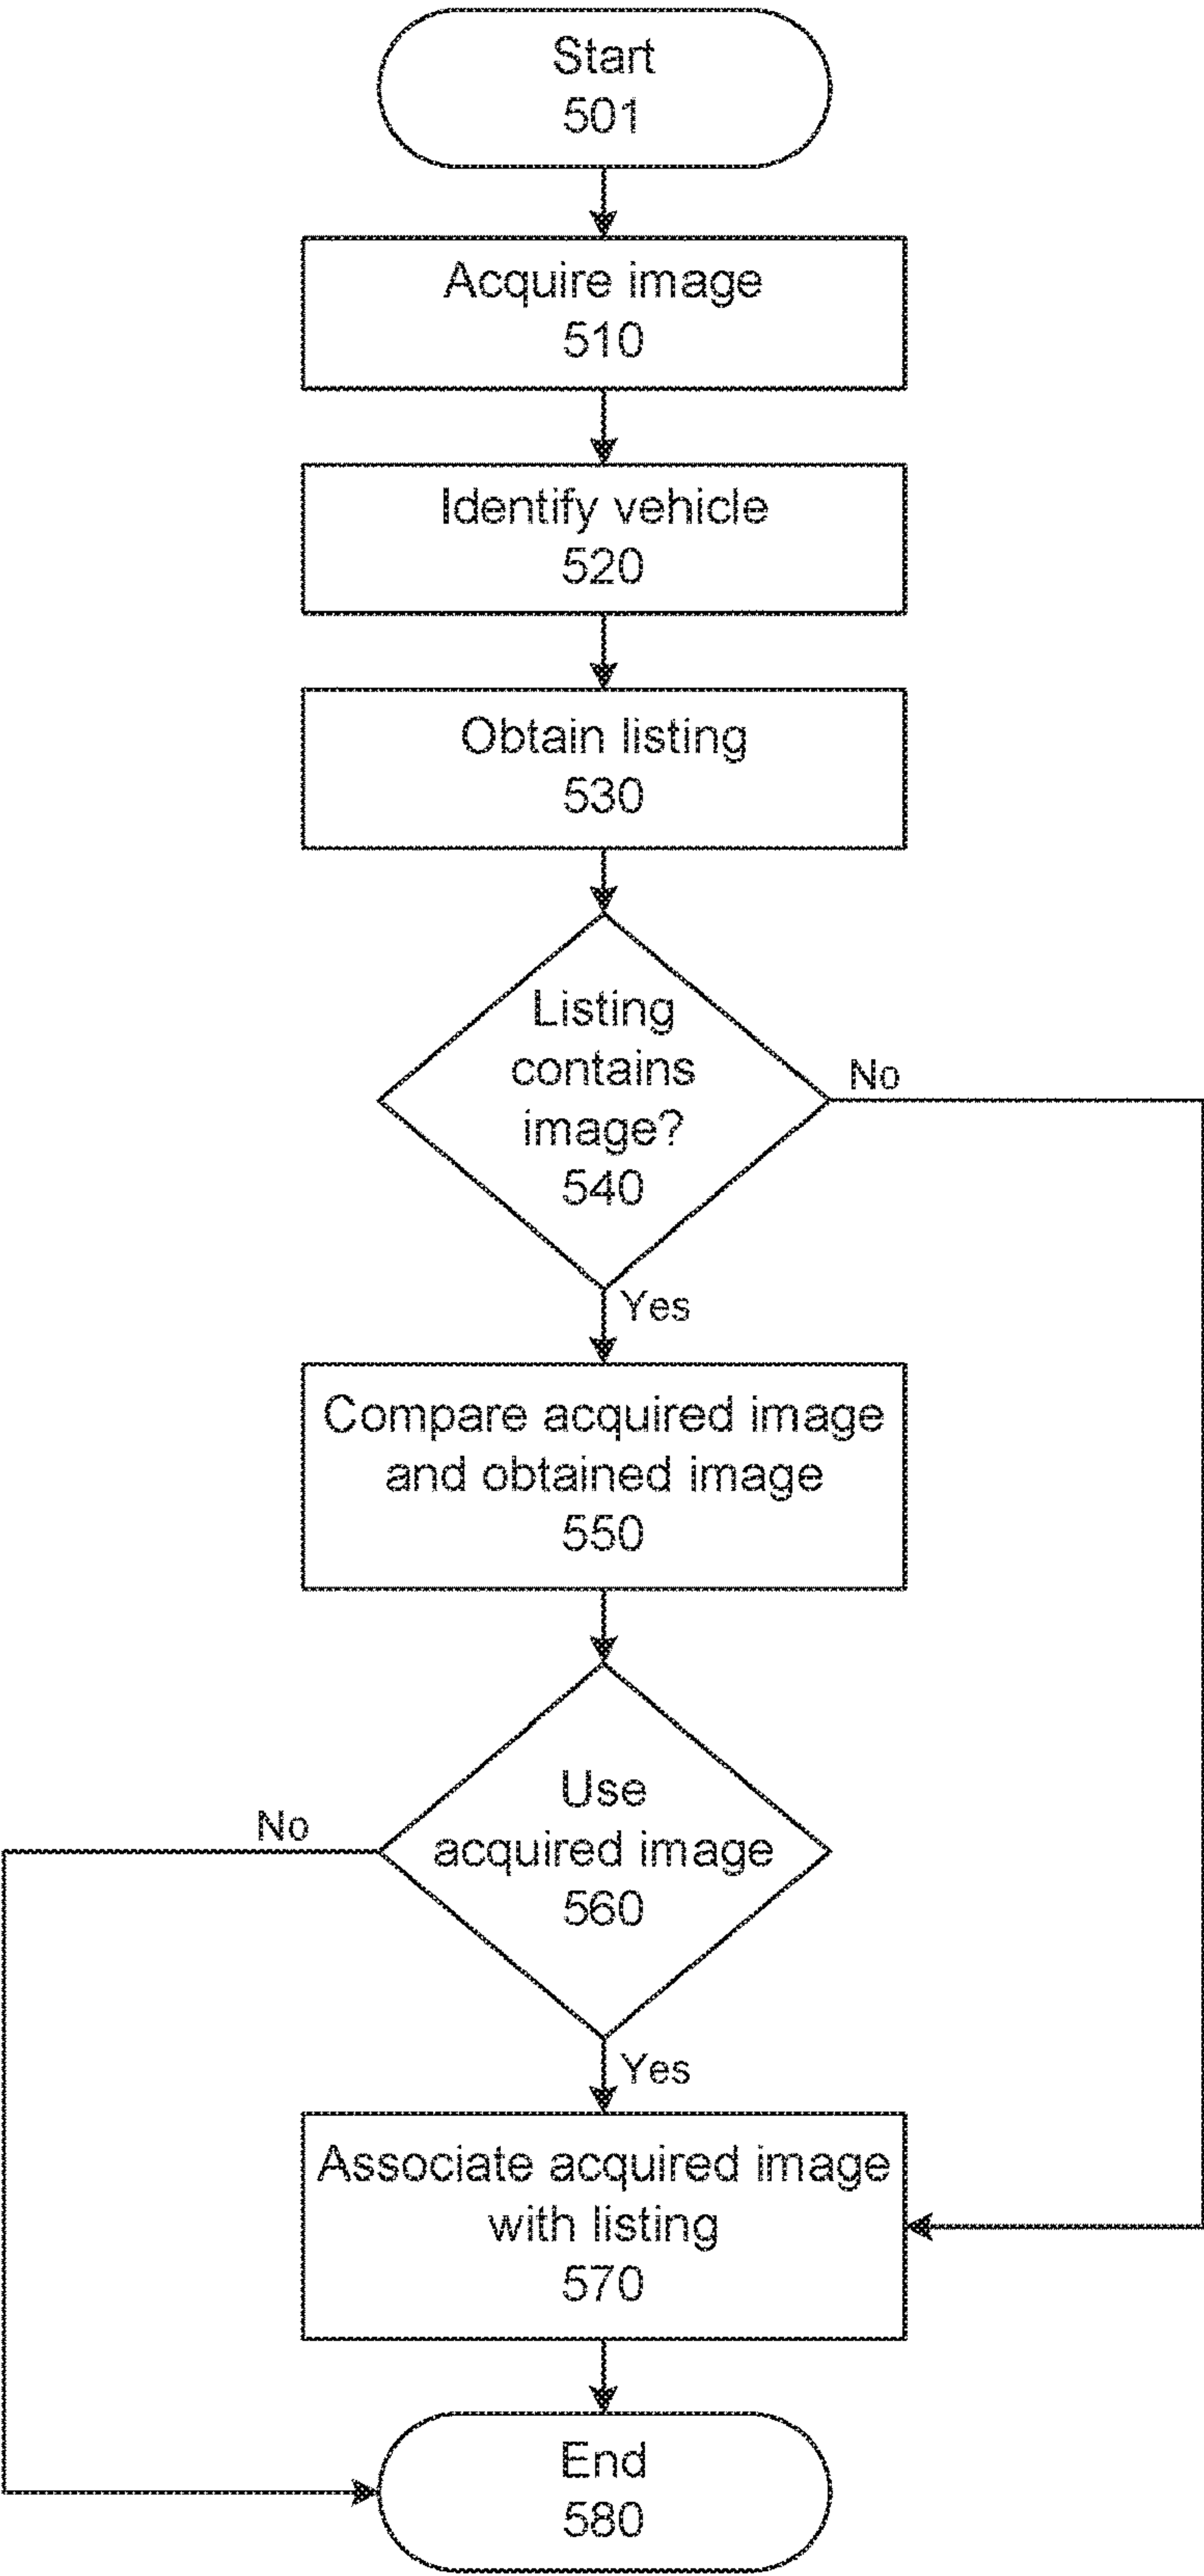 Start
501
Acquire image
510
Identify vehicle
520
Obtain listing
530
Listing
contains
image?
540
No
Yes
Compare acquired image
and obtained image
550
Use
acquired image
560
No
Yes
Associate acquired image
with listing
570
End
580